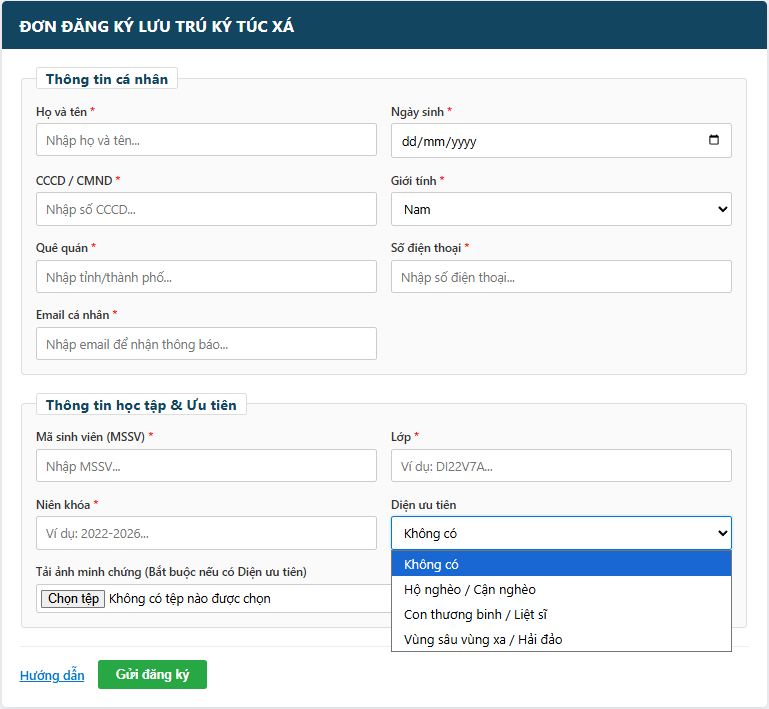 ĐƠN ĐĂNG KÝ LƯU TRÚ KÝ TÚC XÁ
Thông tin cá nhân
Họ và tên *
Ngày sinh *
Nhập họ và tên...
dd/mm/yyyy
CCCD / CMND *
Giới tính *
Nhập số CCCD...
Nam
Quê quán *
Số điện thoại *
Nhập tỉnh/thành phố...
Nhập số điện thoại...
Email cá nhân *
Nhập email để nhận thông báo...
Thông tin học tập & Ưu tiên
Mã sinh viên (MSSV) *
Lớp *
Nhập MSSV...
Ví dụ: DI22V7A...
Niên khóa *
Diện ưu tiên
Ví dụ: 2022-2026...
Không có
Không có
Hộ nghèo / Cận nghèo
Con thương binh / Liệt sĩ
Vùng sâu vùng xa / Hải đảo
Tải ảnh minh chứng (Bắt buộc nếu có Diện ưu tiên)
Chọn tệp Không có tệp nào được chọn
Hướng dẫn
Gửi đăng ký